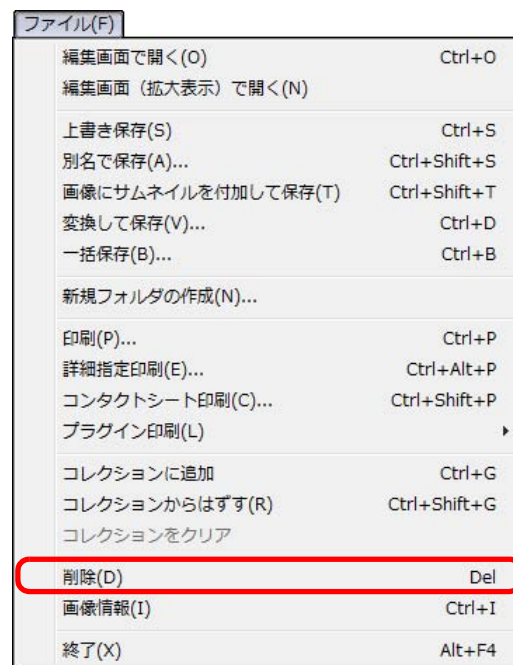 ファイル(F)
編集画面で開く(O) Ctrl+O
編集画面（拡大表示）で開く(N)
上書き保存(S) Ctrl+S
別名で保存(A)... Ctrl+Shift+S
画像にサムネイルを付加して保存(T) Ctrl+Shift+T
変換して保存(V)... Ctrl+D
一括保存(B)... Ctrl+B
新規フォルダの作成(N)...
印刷(P)... Ctrl+P
詳細指定印刷(E)... Ctrl+Alt+P
コンタクトシート印刷(C)... Ctrl+Shift+P
プラグイン印刷(L)
コレクションに追加 Ctrl+G
コレクションからはずす(R) Ctrl+Shift+G
コレクションをクリア
削除(D) Del
画像情報(I) Ctrl+I
終了(X) Alt+F4